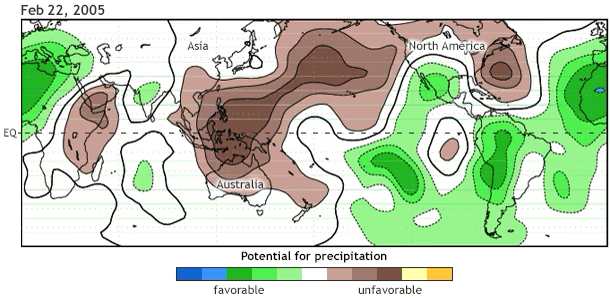 Feb 22, 2005
Asia
North America
EQ
Australia
Potential for precipitation
favorable unfavorable